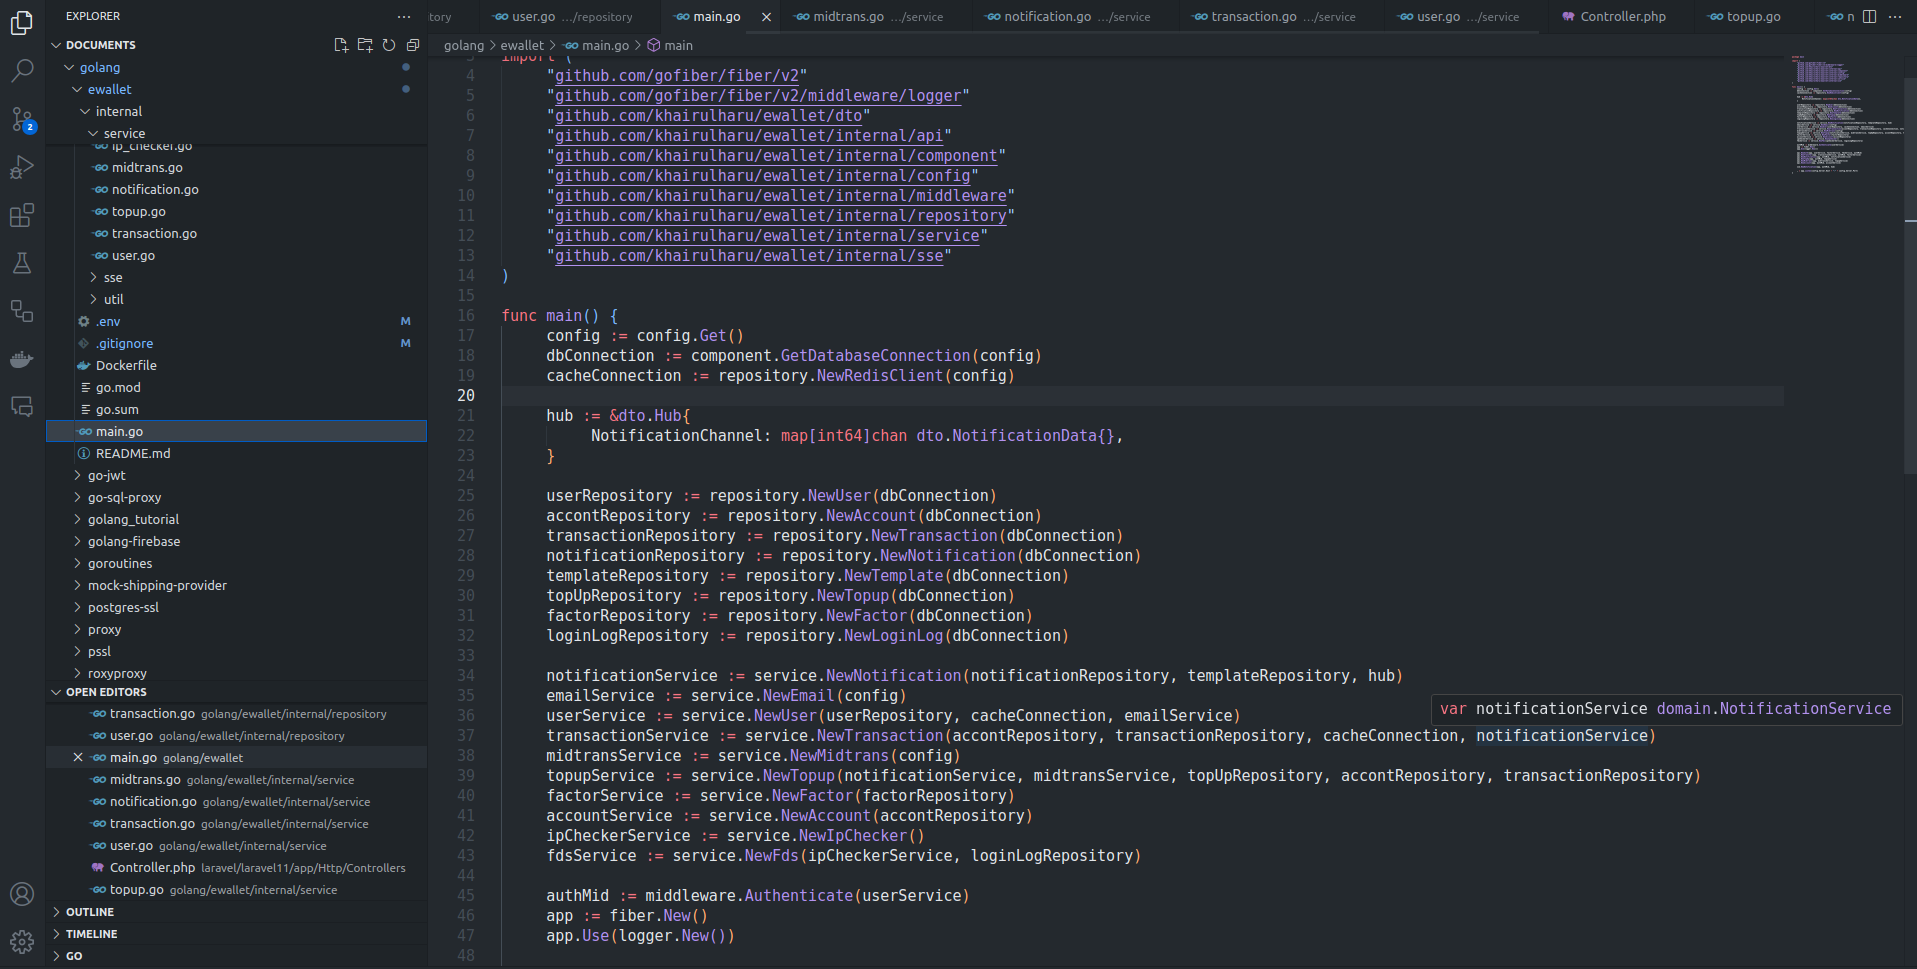 EXPLORER
DOCUMENTS
golang
ewallet
internal
service
ip_checker.go
midtrans.go
notification.go
topup.go
transaction.go
user.go
sse
util
.env M
.gitignore M
Dockerfile
go.mod
go.sum
main.go
README.md
go-jwt
go-sql-proxy
golang_tutorial
golang-firebase
goroutines
mock-shipping-provider
postgres-ssl
proxy
pssl
roxyproxy
OPEN EDITORS
transaction.go golang/ewallet/internal/repository
user.go golang/ewallet/internal/repository
main.go golang/ewallet
midtrans.go golang/ewallet/internal/service
notification.go golang/ewallet/internal/service
transaction.go golang/ewallet/internal/service
user.go golang/ewallet/internal/service
Controller.php laravel/laravel11/app/Http/Controllers
topup.go golang/ewallet/internal/service
OUTLINE
TIMELINE
GO
2
itory user.go .../repository main.go midtrans.go .../service notification.go .../service transaction.go .../service user.go .../service Controller.php topup.go n
golang > ewallet > main.go > main
3 import (
4 "github.com/gofiber/fiber/v2"
5 "github.com/gofiber/fiber/v2/middleware/logger"
6 "github.com/khairulharu/ewallet/dto"
7 "github.com/khairulharu/ewallet/internal/api"
8 "github.com/khairulharu/ewallet/internal/component"
9 "github.com/khairulharu/ewallet/internal/config"
10 "github.com/khairulharu/ewallet/internal/middleware"
11 "github.com/khairulharu/ewallet/internal/repository"
12 "github.com/khairulharu/ewallet/internal/service"
13 "github.com/khairulharu/ewallet/internal/sse"
14 )
15
16 func main() {
17 config := config.Get()
18 dbConnection := component.GetDatabaseConnection(config)
19 cacheConnection := repository.NewRedisClient(config)
20
21 hub := &dto.Hub{
22 NotificationChannel: map[int64]chan dto.NotificationData{},
23 }
24
25 userRepository := repository.NewUser(dbConnection)
26 accontRepository := repository.NewAccount(dbConnection)
27 transactionRepository := repository.NewTransaction(dbConnection)
28 notificationRepository := repository.NewNotification(dbConnection)
29 templateRepository := repository.NewTemplate(dbConnection)
30 topUpRepository := repository.NewTopup(dbConnection)
31 factorRepository := repository.NewFactor(dbConnection)
32 loginLogRepository := repository.NewLoginLog(dbConnection)
33
34 notificationService := service.NewNotification(notificationRepository, templateRepository, hub)
35 emailService := service.NewEmail(config)
36 userService := service.NewUser(userRepository, cacheConnection, emailService)
var notificationService domain.NotificationService
37 transactionService := service.NewTransaction(accontRepository, transactionRepository, cacheConnection, notificationService)
38 midtransService := service.NewMidtrans(config)
39 topupService := service.NewTopup(notificationService, midtransService, topUpRepository, accontRepository, transactionRepository)
40 factorService := service.NewFactor(factorRepository)
41 accountService := service.NewAccount(accontRepository)
42 ipCheckerService := service.NewIpChecker()
43 fdsService := service.NewFds(ipCheckerService, loginLogRepository)
44
45 authMid := middleware.Authenticate(userService)
46 app := fiber.New()
47 app.Use(logger.New())
48